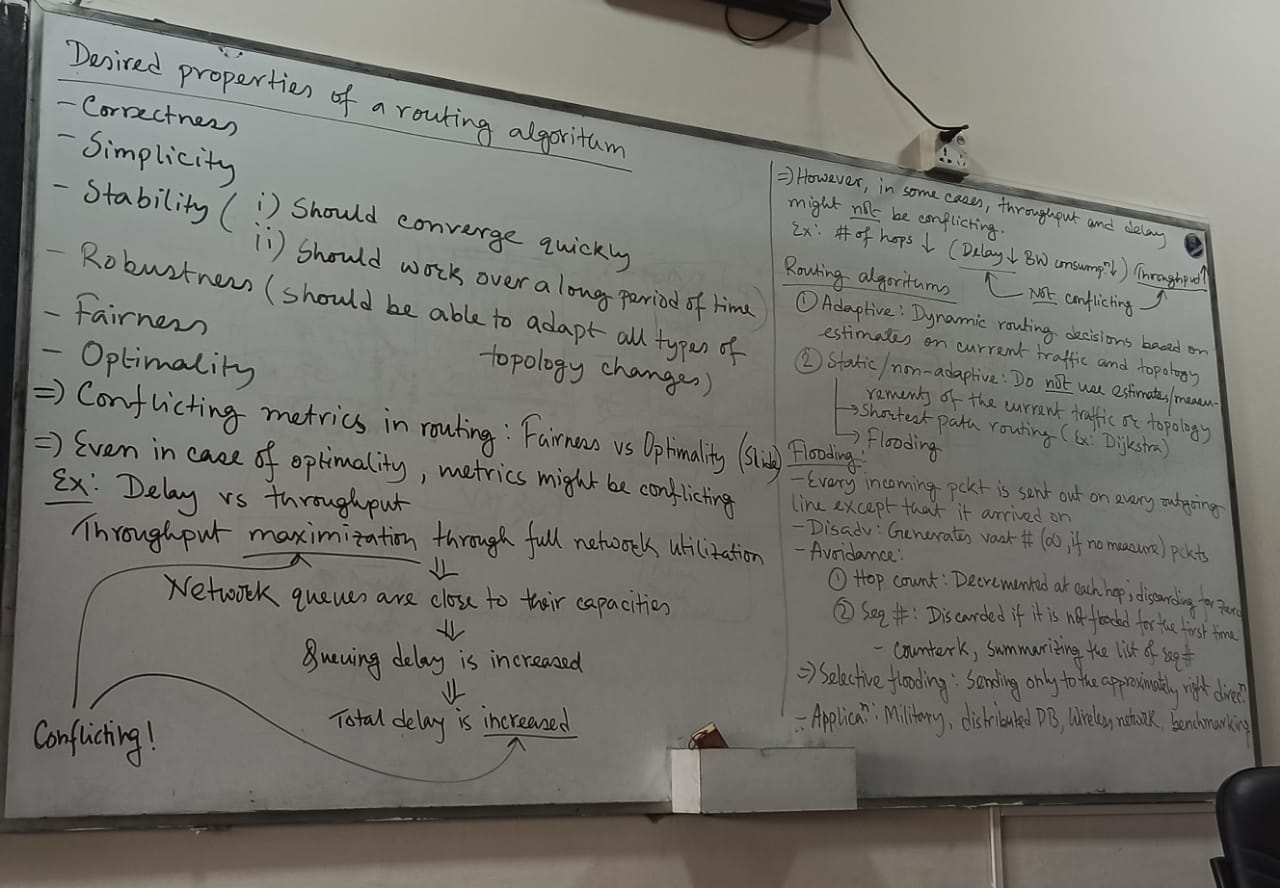 Desired properties of a routing algoritum
- Correctness
- Simplicity
- Stability ( i) Should converge quickly
ii) Should work over a long period of time
- Robustness (should be able to adapt all types of
topology changes)
- Fairness
- Optimality
=> Conflicting metrics in routing : Fairness vs Optimality (Slide)
=> Even in case of optimality, metrics might be conflicting
Ex: Delay vs throughput
Throughput maximization through full network utilization
⇓
Network queues are close to their capacities
⇓
Queuing delay is increased
⇓
Total delay is increased
Conflicting!
=> However, in some cases, throughput and delay
might not be conflicting.
Ex: # of hops ↓ (Delay ↓ BW consumpⁿ↓) Throughput↑
Not conflicting
Routing algoritums
① Adaptive: Dynamic routing decisions based on
estimates on current traffic and topology
② Static/non-adaptive: Do not use estimates/measu-
rements of the current traffic or topology
→ Shortest path routing (Ex: Dijkstra)
→ Flooding
Flooding:
- Every incoming pckt is sent out on every outgoing
line except that it arrived on
- Disadv: Generates vast # (∞, if no measure) pckts
- Avoidance:
① Hop count: Decremented at each hop; discarding for zero
② Seq #: Discarded if it is not flooded for the first time
- counter k, summarizing the list of seq #
=> Selective flooding: Sending only to the approximately right direcⁿ
- Applicaⁿ: Military, distributed DB, Wireless network, benchmarking